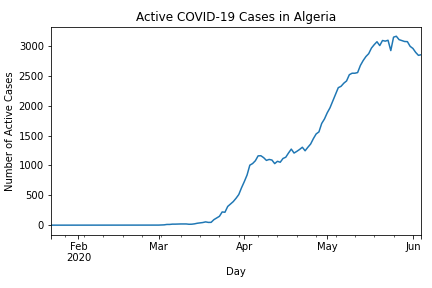 Active COVID-19 Cases in Algeria
Number of Active Cases
3000
2500
2000
1500
1000
500
0
Feb
2020
Mar
Apr
May
Jun
Day